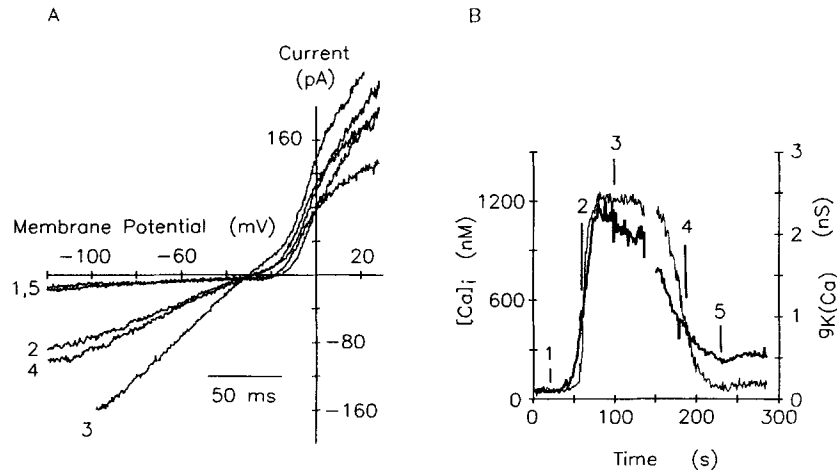 A
B
Current
(pA)
160
Membrane Potential (mV)
-100
-60
20
1,5
2
4
3
50 ms
-80
-160
3
2
4
5
1
1200
600
0
[Ca]i (nM)
3
2
1
0
gK(Ca) (nS)
0
100
200
300
Time (s)